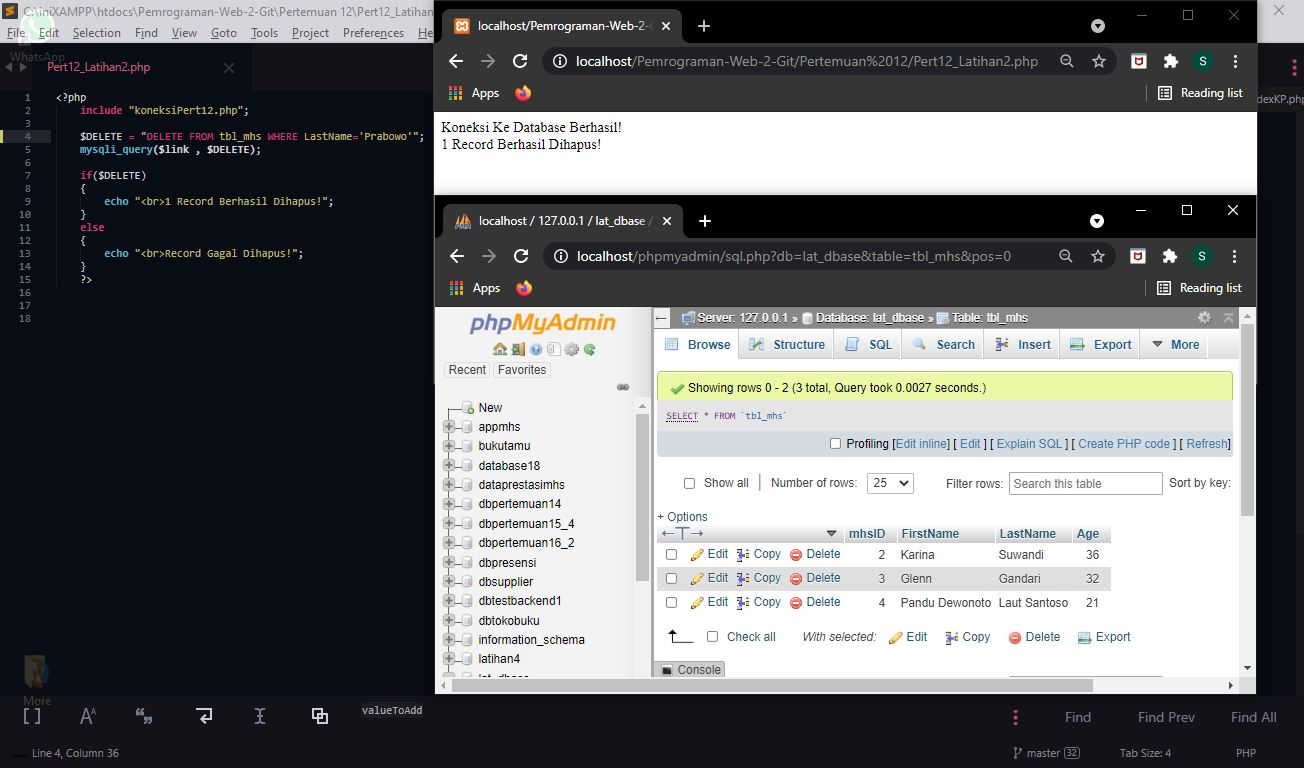 C:\iniXAMPP\htdocs\Pemrograman-Web-2-Git\Pertemuan 12\Pert12_Latihan
File Edit Selection Find View Goto Tools Project Preferences He
WhatsApp
Pert12_Latihan2.php
dexKP.php
1 <?php
2 include "koneksiPert12.php";
3
4 $DELETE = "DELETE FROM tbl_mhs WHERE LastName='Prabowo'";
5 mysqli_query($link , $DELETE);
6
7 if($DELETE)
8 {
9 echo "<br>1 Record Berhasil Dihapus!";
10 }
11 else
12 {
13 echo "<br>Record Gagal Dihapus!";
14 }
15 ?>
16
17
18
localhost/Pemrograman-Web-2-G
localhost/Pemrograman-Web-2-Git/Pertemuan%2012/Pert12_Latihan2.php
S
Apps
Reading list
Koneksi Ke Database Berhasil!
1 Record Berhasil Dihapus!
localhost / 127.0.0.1 / lat_dbase /
localhost/phpmyadmin/sql.php?db=lat_dbase&table=tbl_mhs&pos=0
S
Apps
Reading list
phpMyAdmin
Recent Favorites
New
appmhs
bukutamu
database18
dataprestasimhs
dbpertemuan14
dbpertemuan15_4
dbpertemuan16_2
dbpresensi
dbsupplier
dbtestbackend1
dbtokobuku
information_schema
latihan4
lat_dbase
Server: 127.0.0.1 » Database: lat_dbase » Table: tbl_mhs
Browse Structure SQL Search Insert Export More
Showing rows 0 - 2 (3 total, Query took 0.0027 seconds.)
SELECT * FROM `tbl_mhs`
Profiling [Edit inline] [ Edit ] [ Explain SQL ] [ Create PHP code ] [ Refresh]
Show all Number of rows: 25 Filter rows: Search this table Sort by key:
+ Options
mhsID FirstName LastName Age
Edit Copy Delete 2 Karina Suwandi 36
Edit Copy Delete 3 Glenn Gandari 32
Edit Copy Delete 4 Pandu Dewonoto Laut Santoso 21
Check all With selected: Edit Copy Delete Export
Console
More
valueToAdd
Find Find Prev Find All
Line 4, Column 36
master 32 Tab Size: 4 PHP